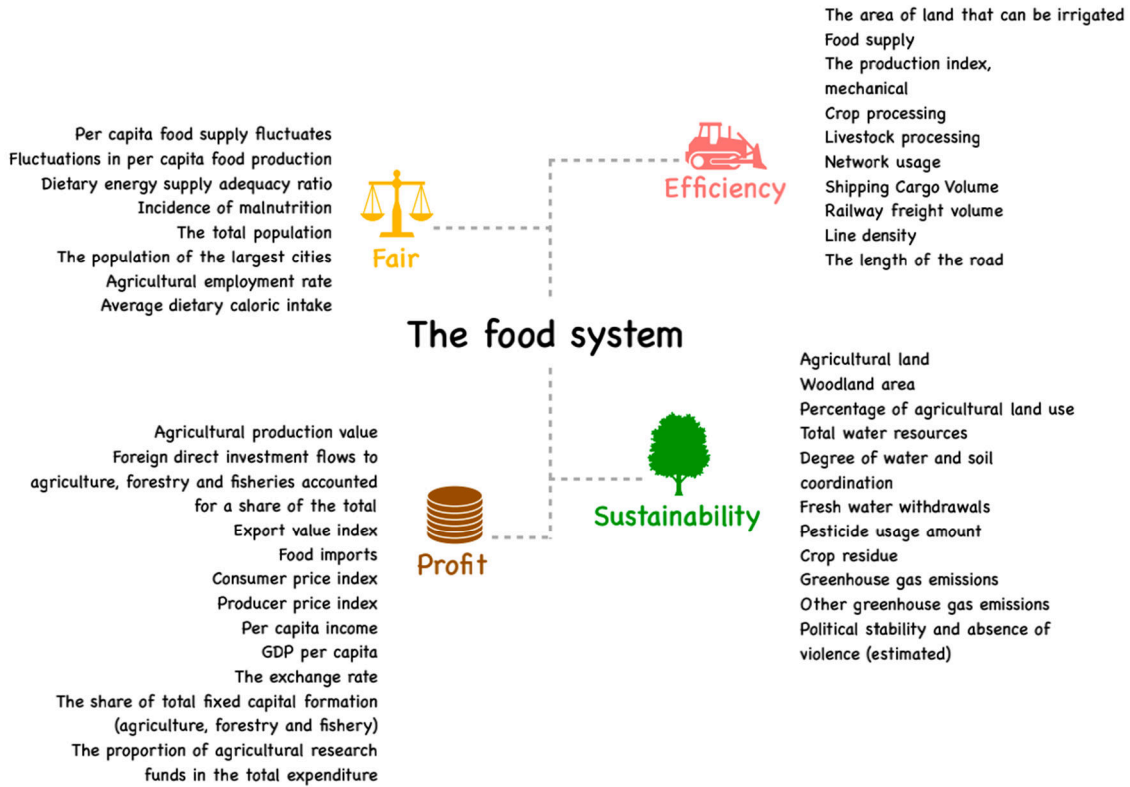 The area of land that can be irrigated
Food supply
The production index,
mechanical
Crop processing
Livestock processing
Network usage
Shipping Cargo Volume
Railway freight volume
Line density
The length of the road
Efficiency
Per capita food supply fluctuates
Fluctuations in per capita food production
Dietary energy supply adequacy ratio
Incidence of malnutrition
The total population
The population of the largest cities
Agricultural employment rate
Average dietary caloric intake
Fair
The food system
Agricultural land
Woodland area
Percentage of agricultural land use
Total water resources
Degree of water and soil
coordination
Fresh water withdrawals
Pesticide usage amount
Crop residue
Greenhouse gas emissions
Other greenhouse gas emissions
Political stability and absence of
violence (estimated)
Sustainability
Agricultural production value
Foreign direct investment flows to
agriculture, forestry and fisheries accounted
for a share of the total
Export value index
Food imports
Consumer price index
Producer price index
Per capita income
GDP per capita
The exchange rate
The share of total fixed capital formation
(agriculture, forestry and fishery)
The proportion of agricultural research
funds in the total expenditure
Profit